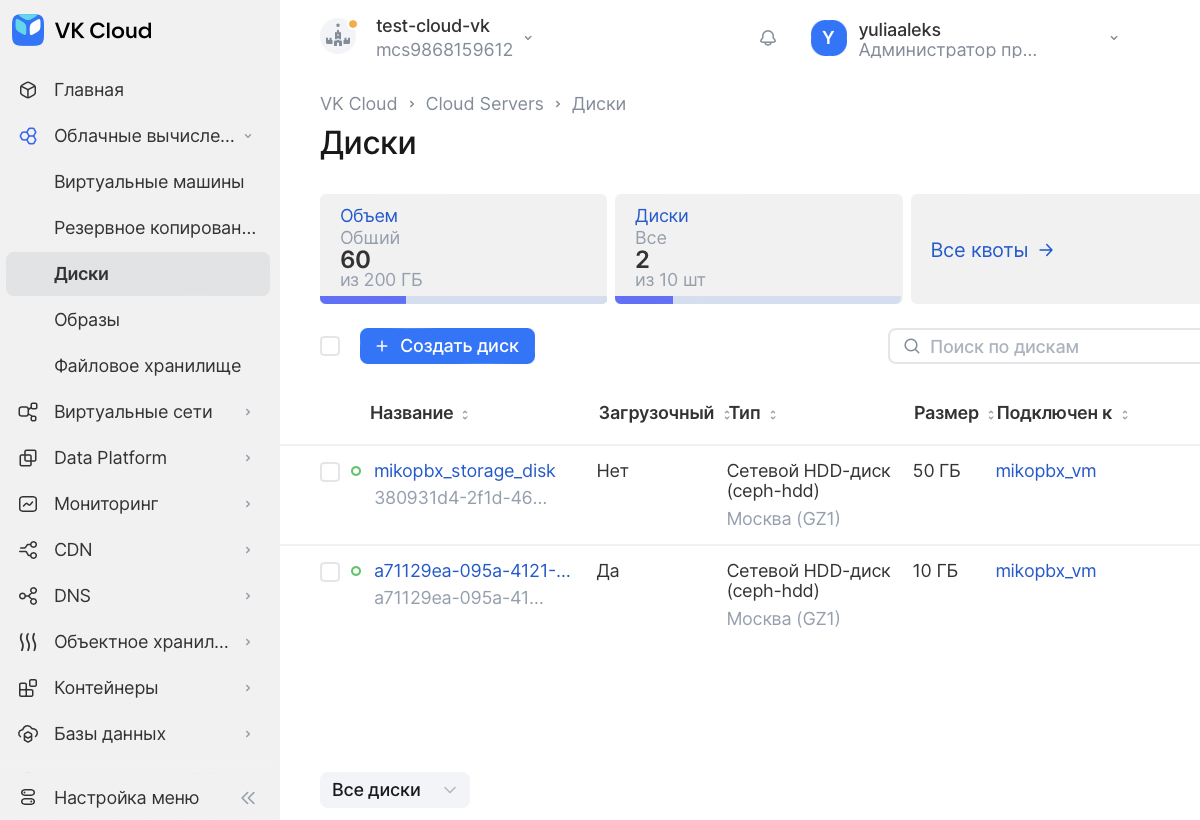 VK Cloud
Главная
Облачные вычисле...
Виртуальные машины
Резервное копирован...
Диски
Образы
Файловое хранилище
Виртуальные сети
Data Platform
Мониторинг
CDN
DNS
Объектное хранил...
Контейнеры
Базы данных
Настройка меню
test-cloud-vk
mcs9868159612
Y
yuliaaleks
Администратор пр...
VK Cloud › Cloud Servers › Диски
Диски
Объем
Общий
60
из 200 ГБ
Диски
Все
2
из 10 шт
Все квоты →
+ Создать диск
Поиск по дискам
Название Загрузочный Тип Размер Подключен к
mikopbx_storage_disk Нет Сетевой HDD-диск 50 ГБ mikopbx_vm
380931d4-2f1d-46... (ceph-hdd)
Москва (GZ1)
a71129ea-095a-4121-... Да Сетевой HDD-диск 10 ГБ mikopbx_vm
a71129ea-095a-41... (ceph-hdd)
Москва (GZ1)
Все диски